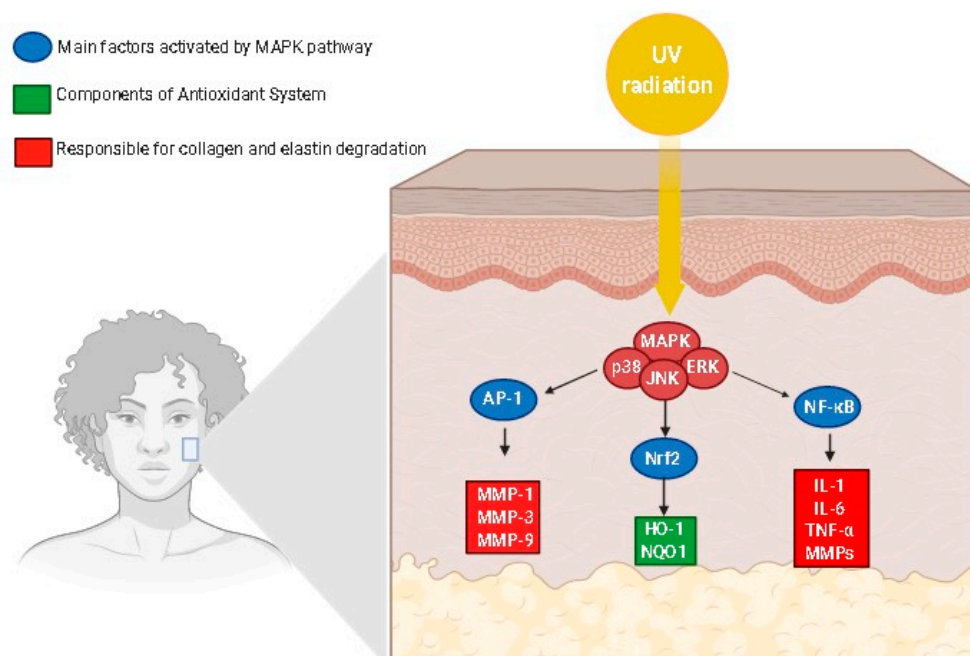 Main factors activated by MAPK pathway
Components of Antioxidant System
Responsible for collagen and elastin degradation
UV
radiation
MAPK
p38
ERK
JNK
AP-1
NF-κB
Nrf2
MMP-1
MMP-3
MMP-9
HO-1
NQO1
IL-1
IL-6
TNF-α
MMPs